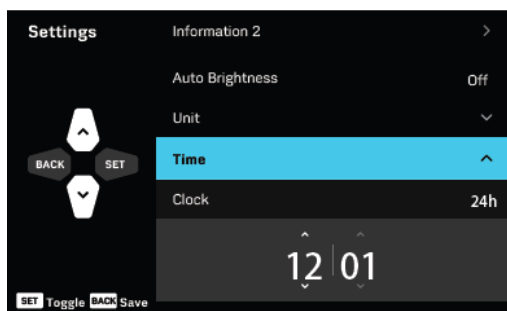 Settings
Information 2
Auto Brightness Off
Unit
BACK SET
Time
Clock 24h
12 01
SET Toggle BACK Save